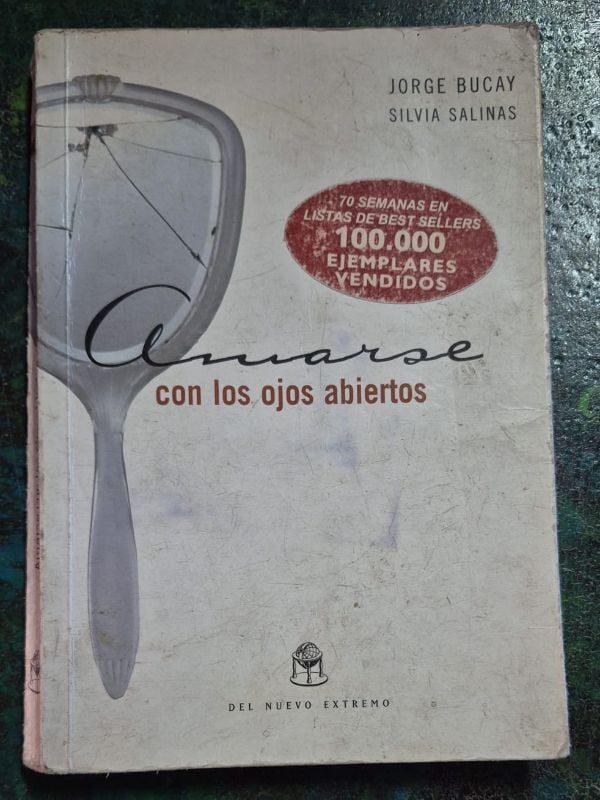 JORGE BUCAY
SILVIA SALINAS
70 SEMANAS EN
LISTAS DE BEST SELLERS
100.000
EJEMPLARES
VENDIDOS
Amarse
con los ojos abiertos
DEL NUEVO EXTREMO